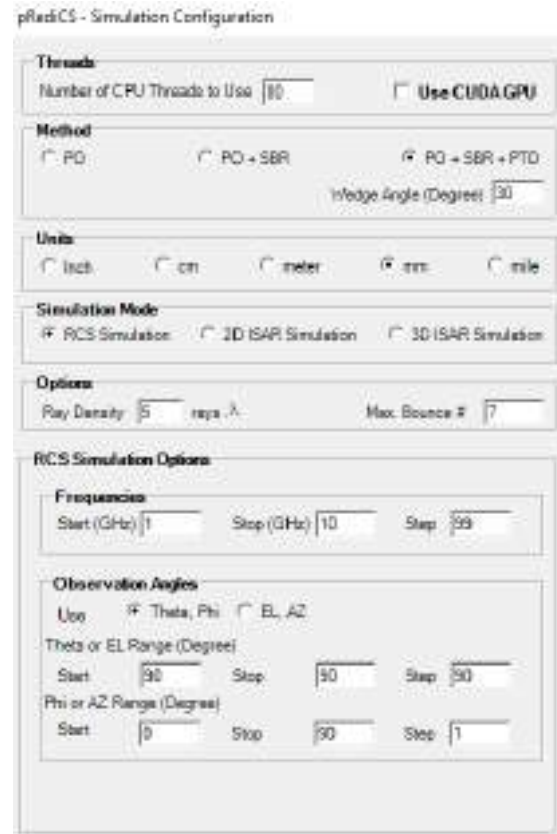 pRediCS - Simulation Configuration
Threads
Number of CPU Threads to Use Use CUDA GPU
Method
PO PO + SBR PO + SBR + PTD
Wedge Angle (Degree) 30
Units
Inch cm meter mm mile
Simulation Mode
RCS Simulation 2D ISAR Simulation 3D ISAR Simulation
Options
Ray Density 5 rays λ Max. Bounce # 7
RCS Simulation Options
Frequencies
Start (GHz) 1 Stop (GHz) 10 Step 99
Observation Angles
Use Theta, Phi EL, AZ
Theta or EL Range (Degree)
Start 90 Stop 90 Step 90
Phi or AZ Range (Degree)
Start 0 Stop 90 Step 1